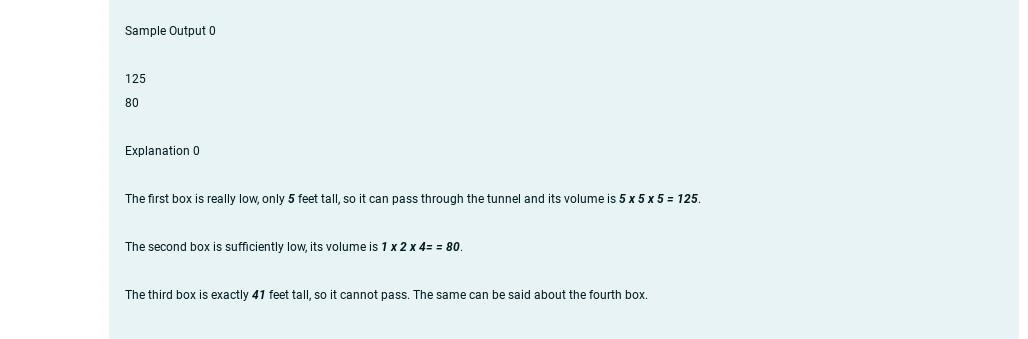 Sample Output 0
125
80
Explanation 0
The first box is really low, only 5 feet tall, so it can pass through the tunnel and its volume is 5 x 5 x 5 = 125.
The second box is sufficiently low, its volume is 1 x 2 x 4= = 80.
The third box is exactly 41 feet tall, so it cannot pass. The same can be said about the fourth box.